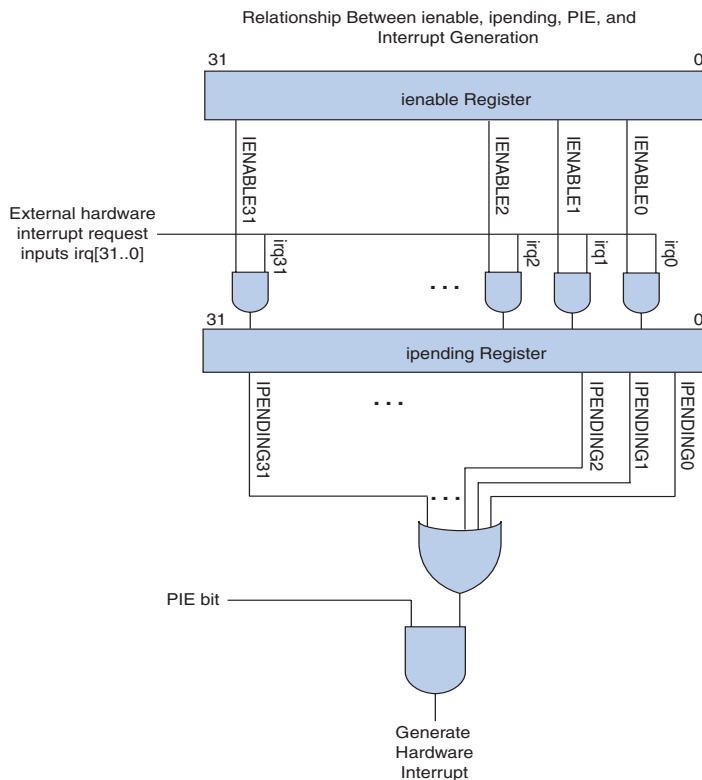 Relationship Between ienable, ipending, PIE, and
Interrupt Generation
31
0
ienable Register
IENABLE31
IENABLE2
IENABLE1
IENABLE0
External hardware
interrupt request
inputs irq[31..0]
irq31
irq2
irq1
irq0
. . .
31
0
ipending Register
IPENDING31
. . .
IPENDING2
IPENDING1
IPENDING0
. . .
PIE bit
Generate
Hardware
Interrupt